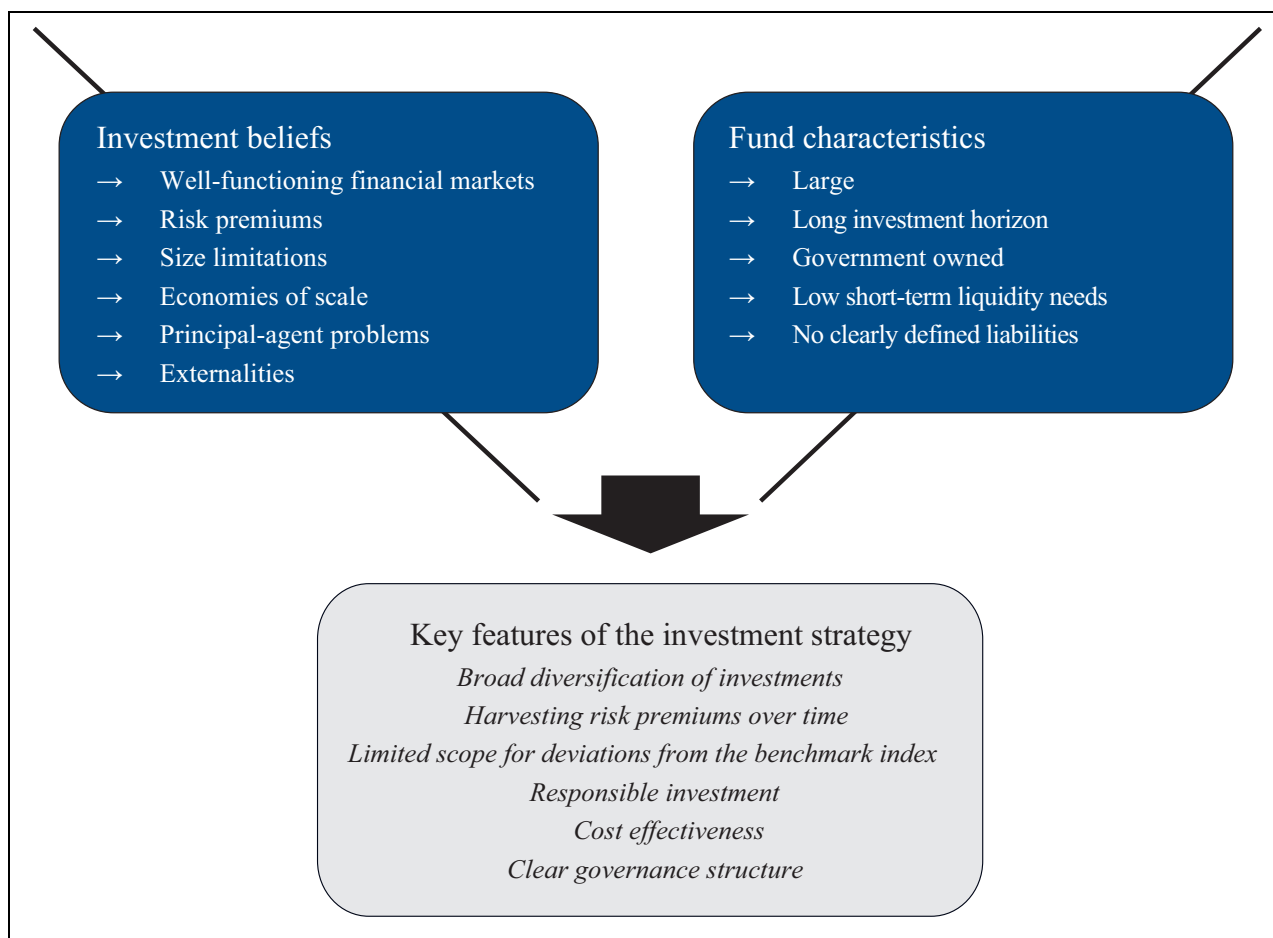 Investment beliefs
→ Well-functioning financial markets
→ Risk premiums
→ Size limitations
→ Economies of scale
→ Principal-agent problems
→ Externalities
Fund characteristics
→ Large
→ Long investment horizon
→ Government owned
→ Low short-term liquidity needs
→ No clearly defined liabilities
Key features of the investment strategy
Broad diversification of investments
Harvesting risk premiums over time
Limited scope for deviations from the benchmark index
Responsible investment
Cost effectiveness
Clear governance structure